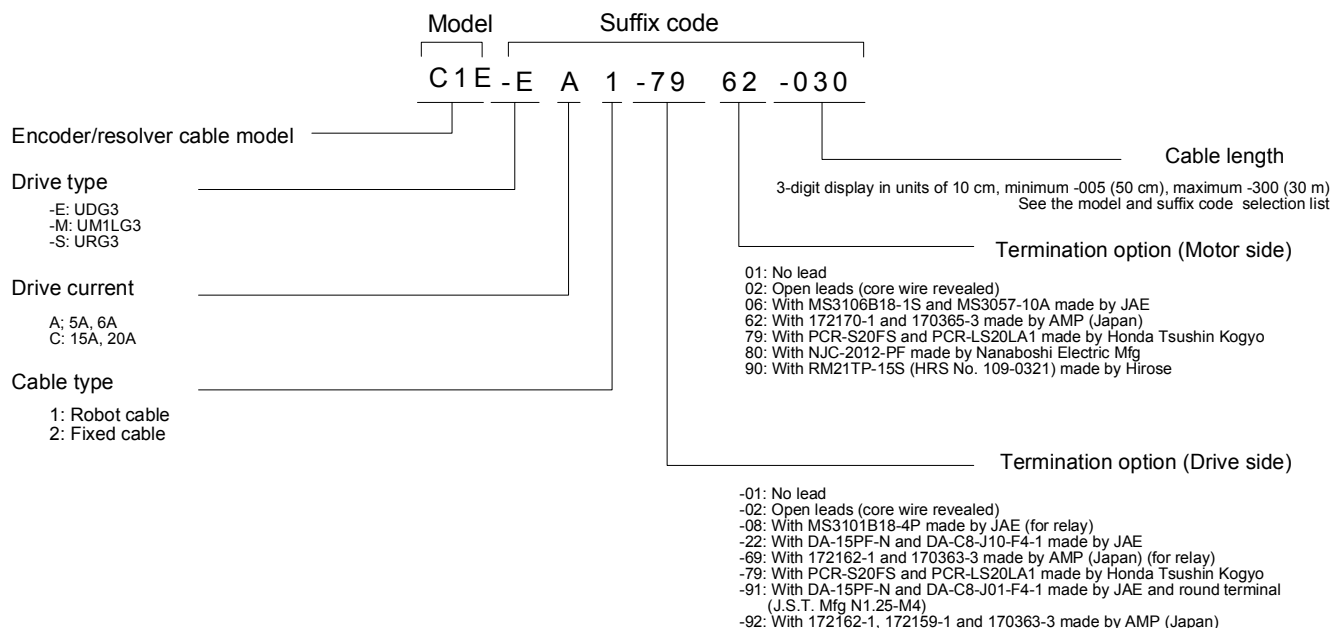 Model Suffix code
C1E -E A 1 -79 62 -030
Encoder/resolver cable model
Drive type
-E: UDG3
-M: UM1LG3
-S: URG3
Drive current
A; 5A, 6A
C: 15A, 20A
Cable type
1: Robot cable
2: Fixed cable
Cable length
3-digit display in units of 10 cm, minimum -005 (50 cm), maximum -300 (30 m)
See the model and suffix code selection list
Termination option (Motor side)
01: No lead
02: Open leads (core wire revealed)
06: With MS3106B18-1S and MS3057-10A made by JAE
62: With 172170-1 and 170365-3 made by AMP (Japan)
79: With PCR-S20FS and PCR-LS20LA1 made by Honda Tsushin Kogyo
80: With NJC-2012-PF made by Nanaboshi Electric Mfg
90: With RM21TP-15S (HRS No. 109-0321) made by Hirose
Termination option (Drive side)
-01: No lead
-02: Open leads (core wire revealed)
-08: With MS3101B18-4P made by JAE (for relay)
-22: With DA-15PF-N and DA-C8-J10-F4-1 made by JAE
-69: With 172162-1 and 170363-3 made by AMP (Japan) (for relay)
-79: With PCR-S20FS and PCR-LS20LA1 made by Honda Tsushin Kogyo
-91: With DA-15PF-N and DA-C8-J01-F4-1 made by JAE and round terminal
(J.S.T. Mfg N1.25-M4)
-92: With 172162-1, 172159-1 and 170363-3 made by AMP (Japan)